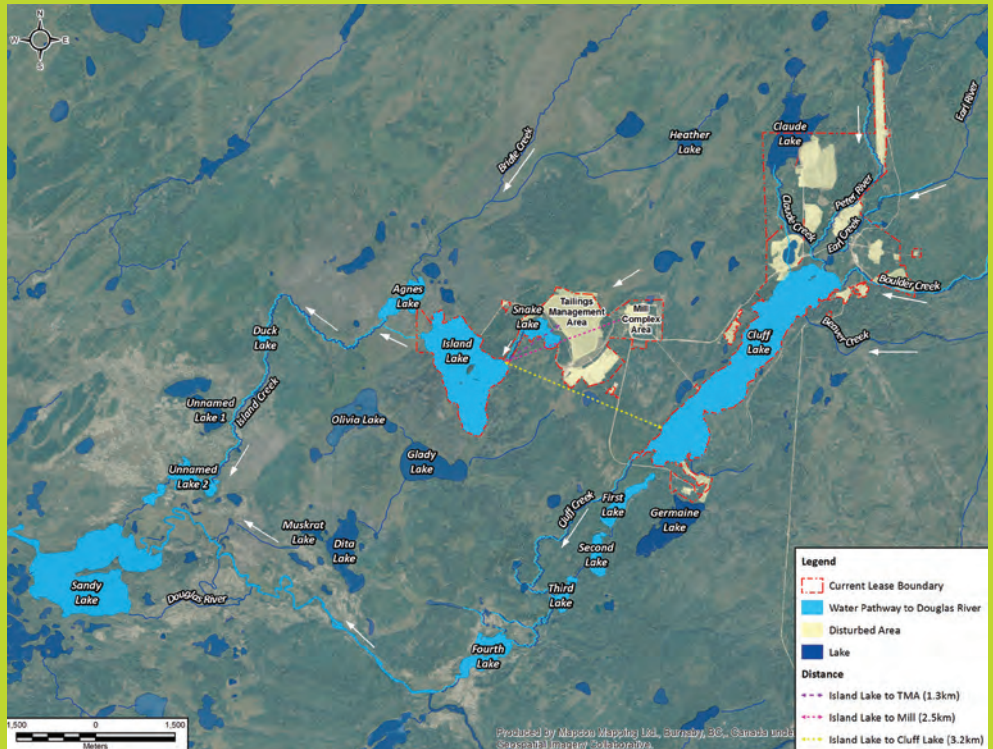 N
W
E
S
Earl River
Claude
Lake
Heather
Lake
Bridle Creek
Peter River
Claude Creek
Earl Creek
Boulder Creek
Beaver Creek
Agnes
Lake
Snake
Lake
Tailings
Management
Area
Mill
Complex
Area
Cluff
Lake
Duck
Lake
Island
Lake
Island Creek
Unnamed
Lake 1
Olivia Lake
Glady
Lake
Unnamed
Lake 2
Cluff Creek
First
Lake
Germaine
Lake
Muskrat
Lake
Dita
Lake
Second
Lake
Third
Lake
Sandy
Lake
Douglas River
Fourth
Lake
Legend
Current Lease Boundary
Water Pathway to Douglas River
Disturbed Area
Lake
Distance
Island Lake to TMA (1.3km)
Island Lake to Mill (2.5km)
Island Lake to Cluff Lake (3.2km)
1,500 0 1,500
Meters
Produced by Mapcon Mapping Ltd., Burnaby, BC., Canada unde
Geospatial Imagery Collaborative.